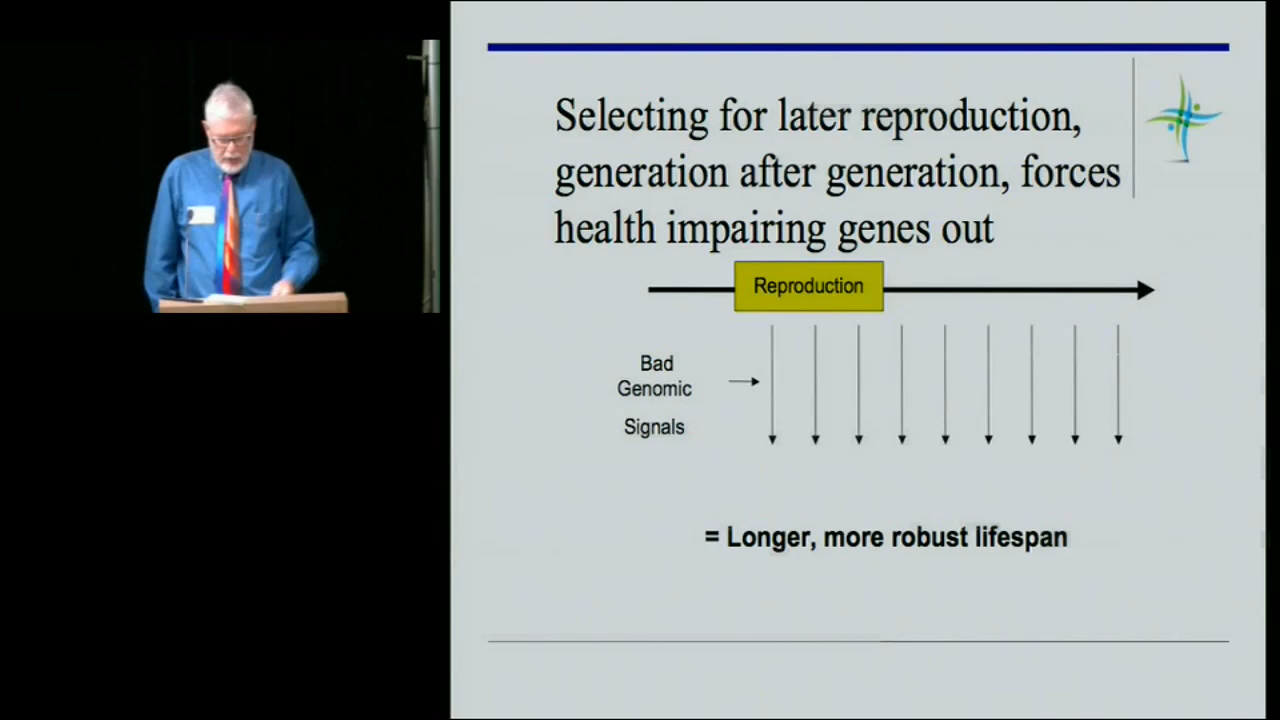 Selecting for later reproduction,
generation after generation, forces
health impairing genes out
Reproduction
Bad
Genomic
Signals
= Longer, more robust lifespan